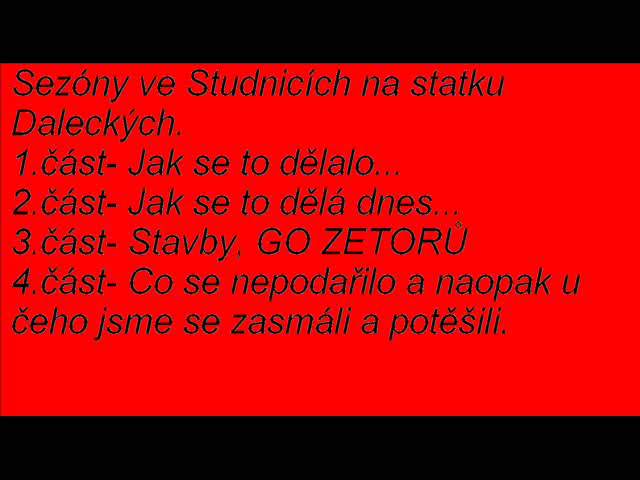 Sezóny ve Studnicích na statku
Daleckých.
1.část- Jak se to dělalo...
2.část- Jak se to dělá dnes...
3.část- Stavby, GO ZETORŮ
4.část- Co se nepodařilo a naopak u
čeho jsme se zasmáli a potěšili.